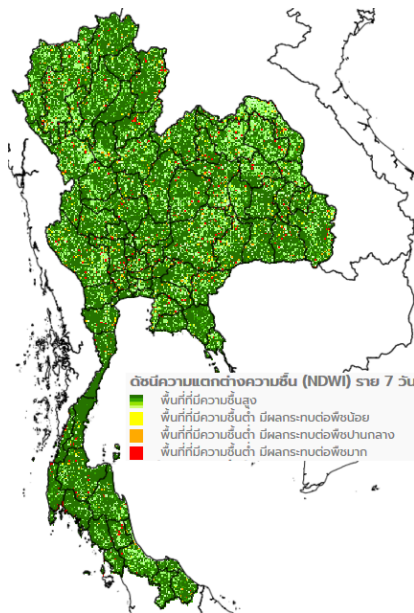 ดัชนีความแตกต่างความชื้น (NDWI) ราย 7 วัน
พื้นที่ที่มีความชื้นสูง
พื้นที่ที่มีความชื้นต่ำ มีผลกระทบต่อพืชน้อย
พื้นที่ที่มีความชื้นต่ำ มีผลกระทบต่อพืชปานกลาง
พื้นที่ที่มีความชื้นต่ำ มีผลกระทบต่อพืชมาก